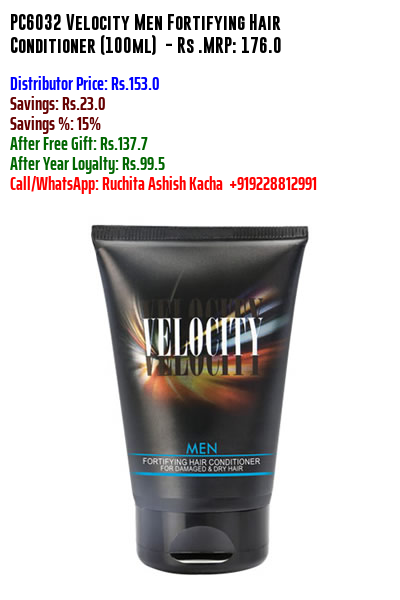 PC6032 Velocity Men Fortifying Hair
Conditioner (100ml) - Rs .MRP: 176.0
Distributor Price: Rs.153.0
Savings: Rs.23.0
Savings %: 15%
After Free Gift: Rs.137.7
After Year Loyalty: Rs.99.5
Call/WhatsApp: Ruchita Ashish Kacha +919228812991
VELOCITY
VELOCITY
VELOCITY
MEN
FORTIFYING HAIR CONDITIONER
FOR DAMAGED & DRY HAIR